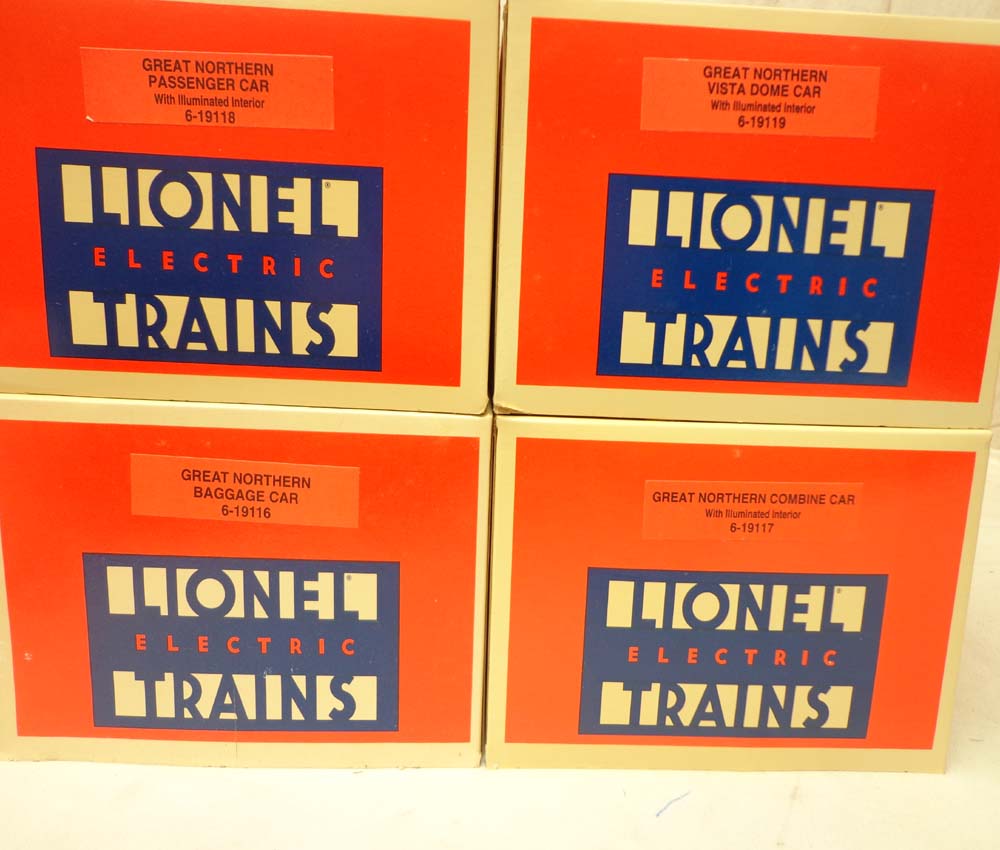 GREAT NORTHERN
PASSENGER CAR
With Illuminated Interior
6-19118
LIONEL®
ELECTRIC
TRAINS
GREAT NORTHERN
VISTA DOME CAR
With Illuminated Interior
6-19119
LIONEL®
ELECTRIC
TRAINS
GREAT NORTHERN
BAGGAGE CAR
6-19116
LIONEL®
ELECTRIC
TRAINS
GREAT NORTHERN COMBINE CAR
With Illuminated Interior
6-19117
LIONEL®
ELECTRIC
TRAINS